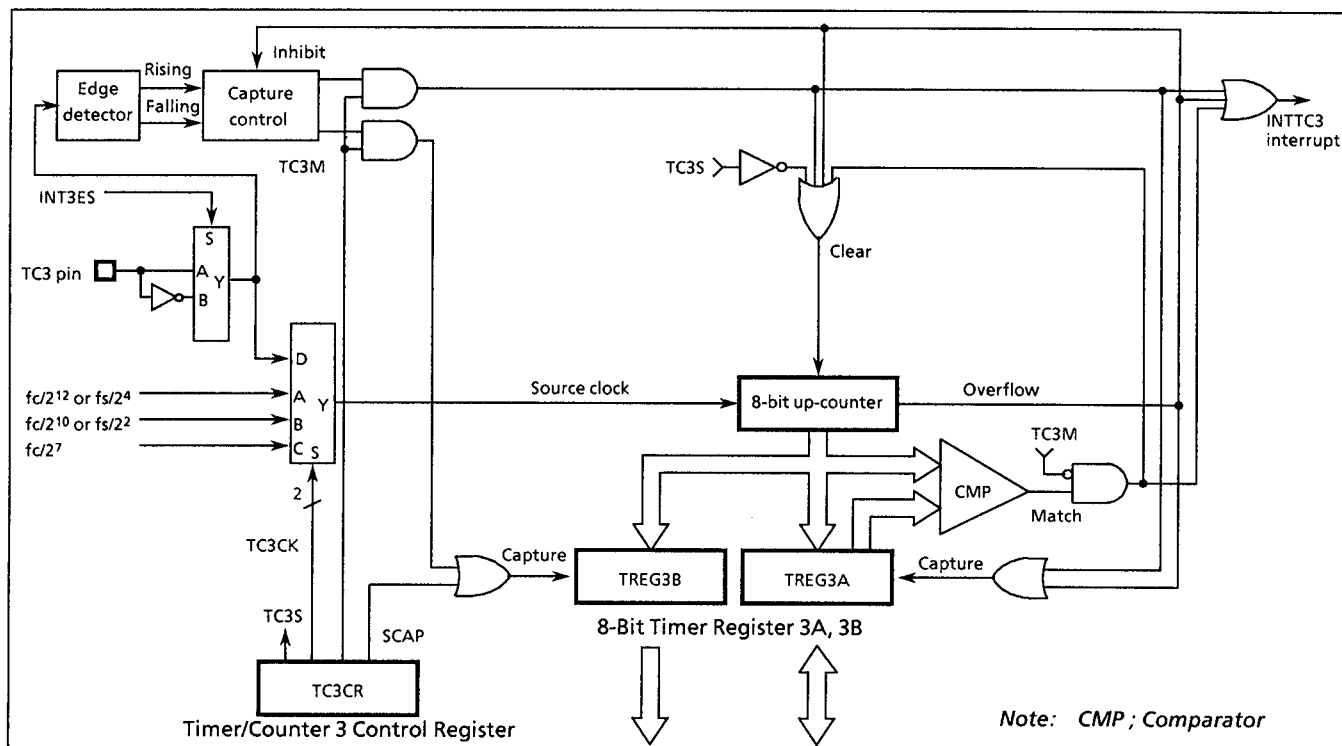 Inhibit
Rising
Edge
detector
Falling
Capture
control
INTTC3
interrupt
TC3M
TC3S
INT3ES
S
Clear
TC3 pin
A
Y
B
D
fc/2¹² or fs/2⁴
A
Y
Source clock
8-bit up-counter
Overflow
fc/2¹⁰ or fs/2²
B
fc/2⁷
C
S
TC3M
2
CMP
Match
TC3CK
Capture
TREG3B
TREG3A
Capture
TC3S
SCAP
8-Bit Timer Register 3A, 3B
TC3CR
Timer/Counter 3 Control Register
Note: CMP ; Comparator